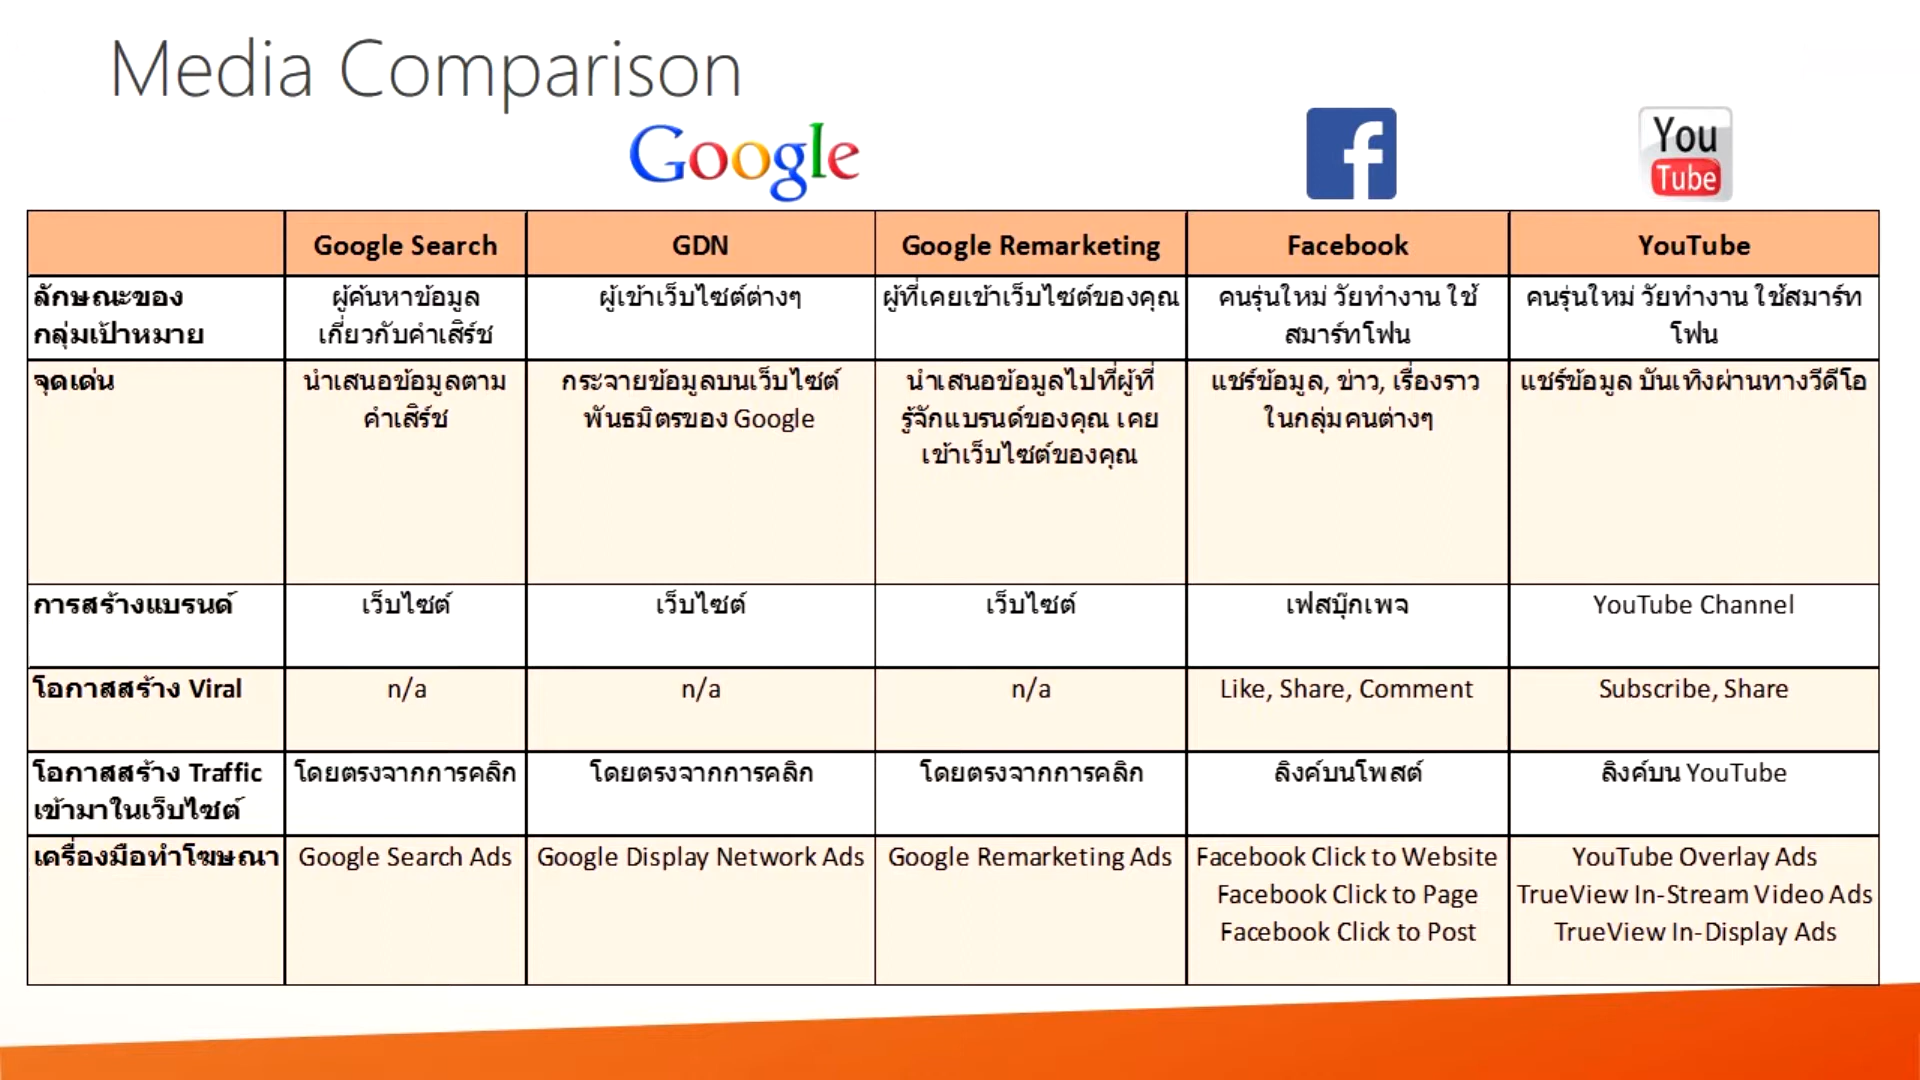 Media Comparison
Google
f
You
Tube
Google Search
GDN
Google Remarketing
Facebook
YouTube
ลักษณะของ
กลุ่มเป้าหมาย
ผู้ค้นหาข้อมูล
เกี่ยวกับคำเสิร์ช
ผู้เข้าเว็บไซต์ต่างๆ
ผู้ที่เคยเข้าเว็บไซต์ของคุณ
คนรุ่นใหม่ วัยทำงาน ใช้
สมาร์ทโฟน
คนรุ่นใหม่ วัยทำงาน ใช้สมาร์ท
โฟน
จุดเด่น
นำเสนอข้อมูลตาม
คำเสิร์ช
กระจายข้อมูลบนเว็บไซต์
พันธมิตรของ Google
นำเสนอข้อมูลไปที่ผู้ที่
รู้จักแบรนด์ของคุณ เคย
เข้าเว็บไซต์ของคุณ
แชร์ข้อมูล, ข่าว, เรื่องราว
ในกลุ่มคนต่างๆ
แชร์ข้อมูล บันเทิงผ่านทางวีดีโอ
การสร้างแบรนด์
เว็บไซต์
เว็บไซต์
เว็บไซต์
เฟสบุ๊กเพจ
YouTube Channel
โอกาสสร้าง Viral
n/a
n/a
n/a
Like, Share, Comment
Subscribe, Share
โอกาสสร้าง Traffic
เข้ามาในเว็บไซต์
โดยตรงจากการคลิก
โดยตรงจากการคลิก
โดยตรงจากการคลิก
ลิงค์บนโพสต์
ลิงค์บน YouTube
เครื่องมือทำโฆษณา
Google Search Ads
Google Display Network Ads
Google Remarketing Ads
Facebook Click to Website
Facebook Click to Page
Facebook Click to Post
YouTube Overlay Ads
TrueView In-Stream Video Ads
TrueView In-Display Ads